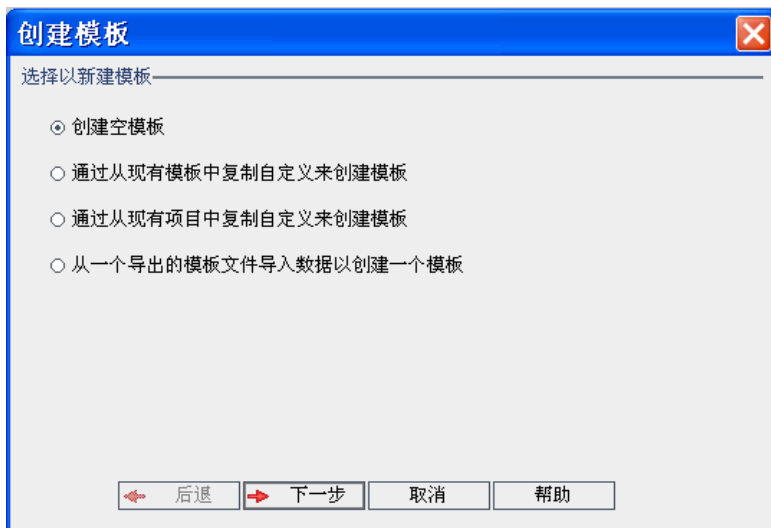 创建模板
选择以新建模板
创建空模板
通过从现有模板中复制自定义来创建模板
通过从现有项目中复制自定义来创建模板
从一个导出的模板文件导入数据以创建一个模板
后退 下一步 取消 帮助